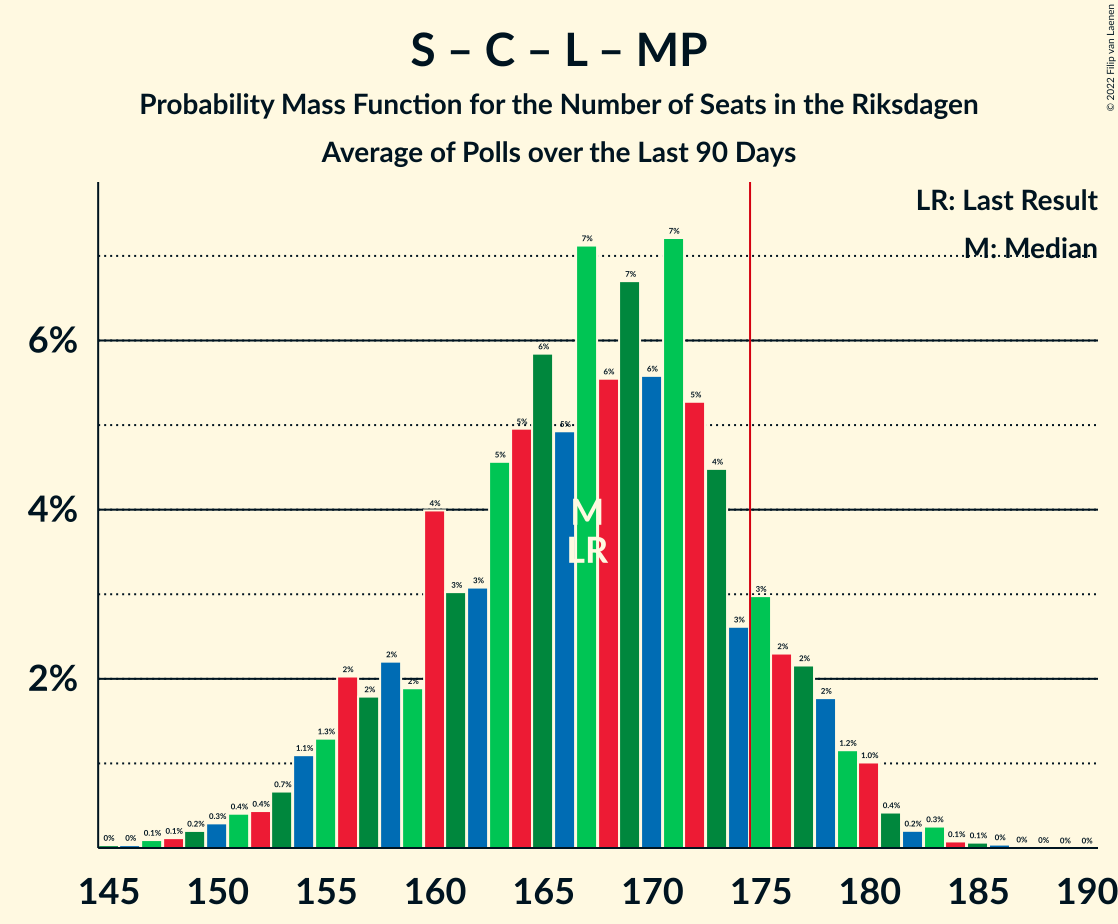 S – C – L – MP
Probability Mass Function for the Number of Seats in the Riksdagen
Average of Polls over the Last 90 Days
© 2022 Filip van Laenen
LR: Last Result
M: Median
6%
4%
2%
0% 0% 0.1% 0.1% 0.2% 0.3% 0.4% 0.4% 0.7% 1.1% 1.3% 2% 2% 2% 2% 4% 3% 3% 5% 5% 6% 5% 7% 6% 7% 6% 7% 5% 4% 3% 3% 2% 2% 2% 1.2% 1.0% 0.4% 0.2% 0.3% 0.1% 0.1% 0% 0% 0% 0% 0%
M
LR
145 150 155 160 165 170 175 180 185 190